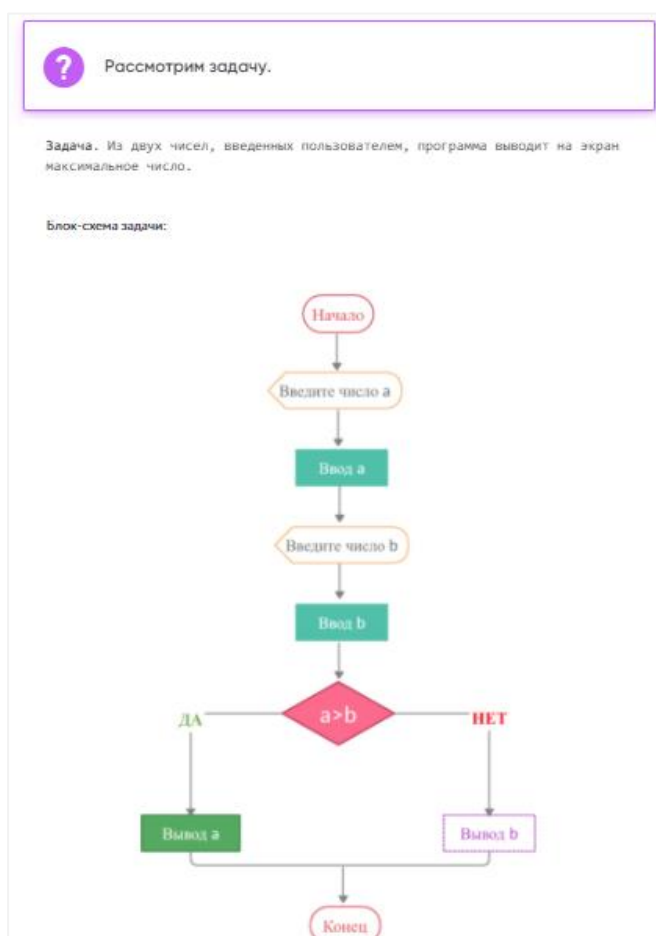 ?
Рассмотрим задачу.
Задача. Из двух чисел, введенных пользователем, программа выводит на экран
максимальное число.
Блок-схема задачи:
Начало
Введите число a
Ввод a
Введите число b
Ввод b
a>b
ДА
НЕТ
Вывод a
Вывод b
Конец